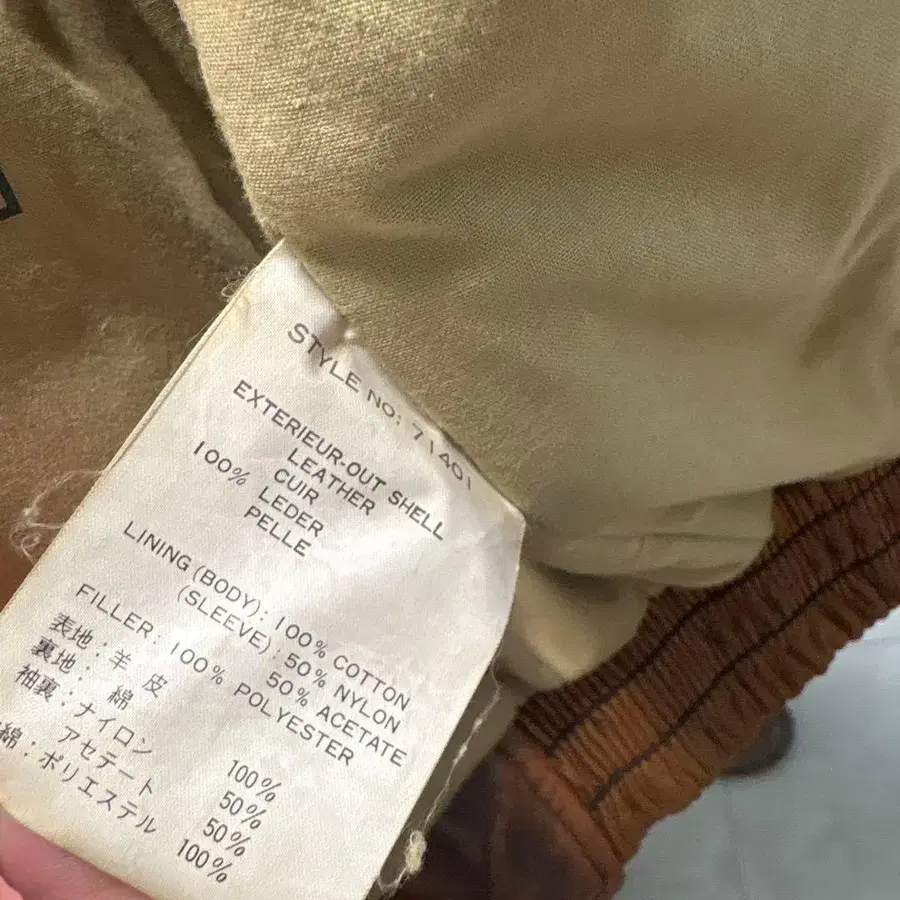 STYLE NO: 71401
EXTERIEUR-OUT SHELL
LEATHER
100% CUIR
LEDER
PELLE
LINING (BODY): 100% COTTON
(SLEEVE): 50% NYLON
50% ACETATE
FILLER: 100% POLYESTER
表地:羊 皮
裏地: 綿 100%
袖裏:ナイロン 50%
アセテート 50%
綿:ポリエステル 100%